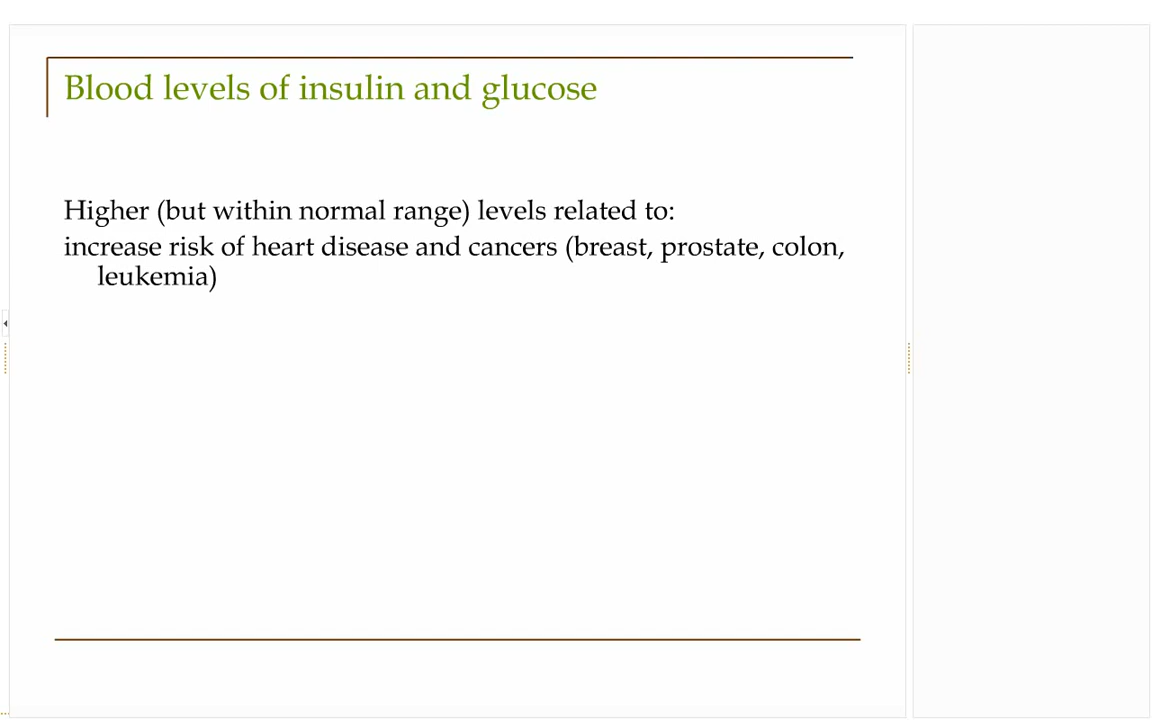 Blood levels of insulin and glucose
Higher (but within normal range) levels related to:
increase risk of heart disease and cancers (breast, prostate, colon,
leukemia)